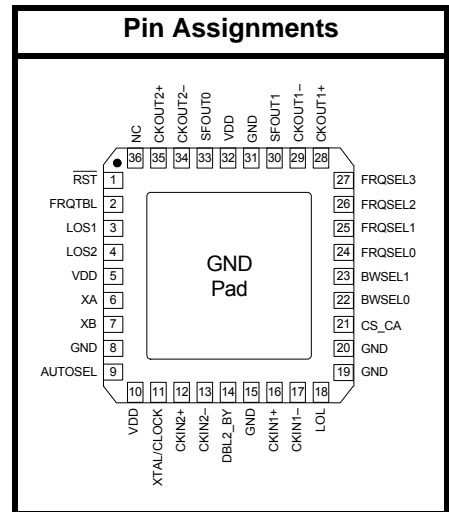 Pin Assignments
NC
CKOUT2+
CKOUT2–
SFOUT0
VDD
GND
SFOUT1
CKOUT1–
CKOUT1+
36 35 34 33 32 31 30 29 28
RST 1
FRQTBL 2
LOS1 3
LOS2 4
VDD 5
XA 6
XB 7
GND 8
AUTOSEL 9
GND
Pad
27 FRQSEL3
26 FRQSEL2
25 FRQSEL1
24 FRQSEL0
23 BWSEL1
22 BWSEL0
21 CS_CA
20 GND
19 GND
10 11 12 13 14 15 16 17 18
VDD
XTAL/CLOCK
CKIN2+
CKIN2–
DBL2_BY
GND
CKIN1+
CKIN1–
LOL